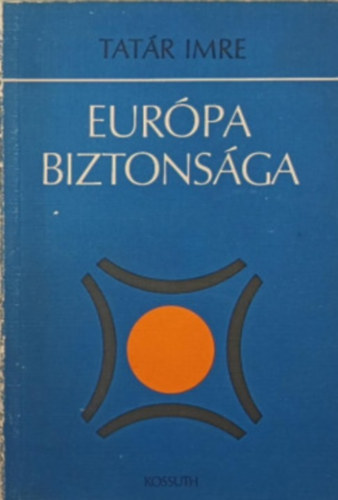 TATÁR IMRE
EURÓPA
BIZTONSÁGA
KOSSUTH